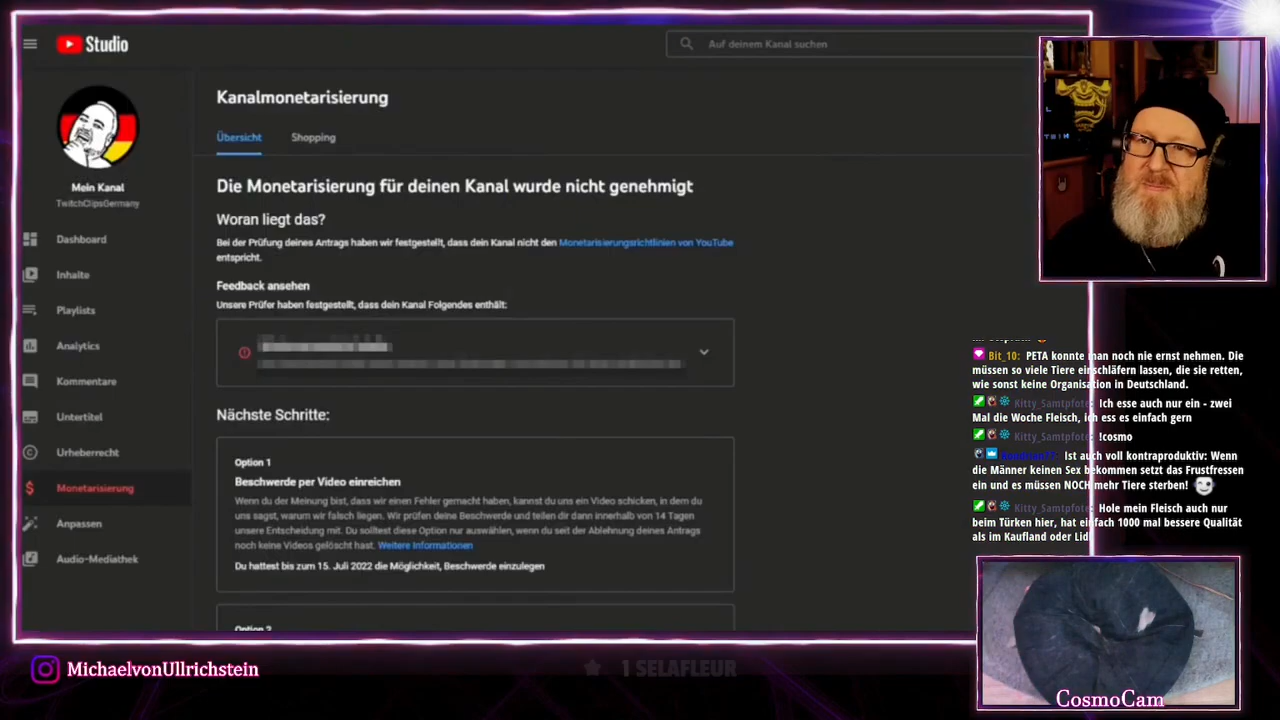 Studio
Auf deinem Kanal suchen
Mein Kanal
TwitchClipsGermany
Dashboard
Inhalte
Playlists
Analytics
Kommentare
Untertitel
Urheberrecht
Monetarisierung
Anpassen
Audio-Mediathek
Kanalmonetarisierung
Übersicht Shopping
Die Monetarisierung für deinen Kanal wurde nicht genehmigt
Woran liegt das?
Bei der Prüfung deines Antrags haben wir festgestellt, dass dein Kanal nicht den Monetarisierungsrichtlinien von YouTube
entspricht.
Feedback ansehen
Unsere Prüfer haben festgestellt, dass dein Kanal Folgendes enthält:
Nächste Schritte:
Option 1
Beschwerde per Video einreichen
Wenn du der Meinung bist, dass wir einen Fehler gemacht haben, kannst du uns ein Video schicken, in dem du
uns sagst, warum wir falsch liegen. Wir prüfen deine Beschwerde und teilen dir dann innerhalb von 14 Tagen
unsere Entscheidung mit. Du solltest diese Option nur auswählen, wenn du seit der Ablehnung deines Antrags
noch keine Videos gelöscht hast. Weitere Informationen
Du hattest bis zum 15. Juli 2022 die Möglichkeit, Beschwerde einzulegen
Option 2
Bit_10: PETA konnte man noch nie ernst nehmen. Die
müssen so viele Tiere einschläfern lassen, die sie retten,
wie sonst keine Organisation in Deutschland.
Kitty_Samtpfote: Ich esse auch nur ein - zwei
Mal die Woche Fleisch, ich ess es einfach gern
Kitty_Samtpfote: !cosmo
Ist auch voll kontraproduktiv: Wenn
die Männer keinen Sex bekommen setzt das Frustfressen
ein und es müssen NOCH mehr Tiere sterben!
Kitty_Samtpfote: Hole mein Fleisch auch nur
beim Türken hier, hat einfach 1000 mal bessere Qualität
als im Kaufland oder Lidl
CosmoCam
MichaelvonUllrichstein
1 SELAFLEUR